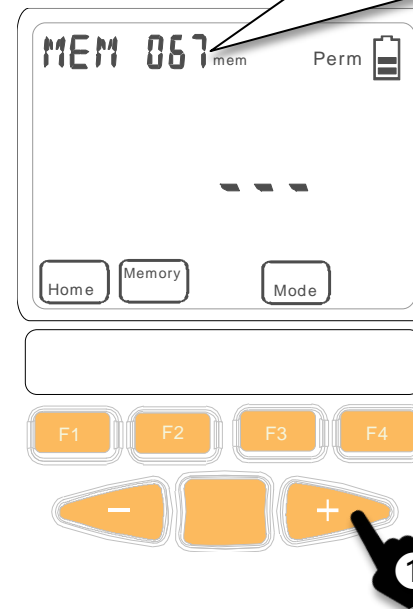 MEM 067 mem Perm
- - -
Home Memory Mode
F1 F2 F3 F4
- +
1